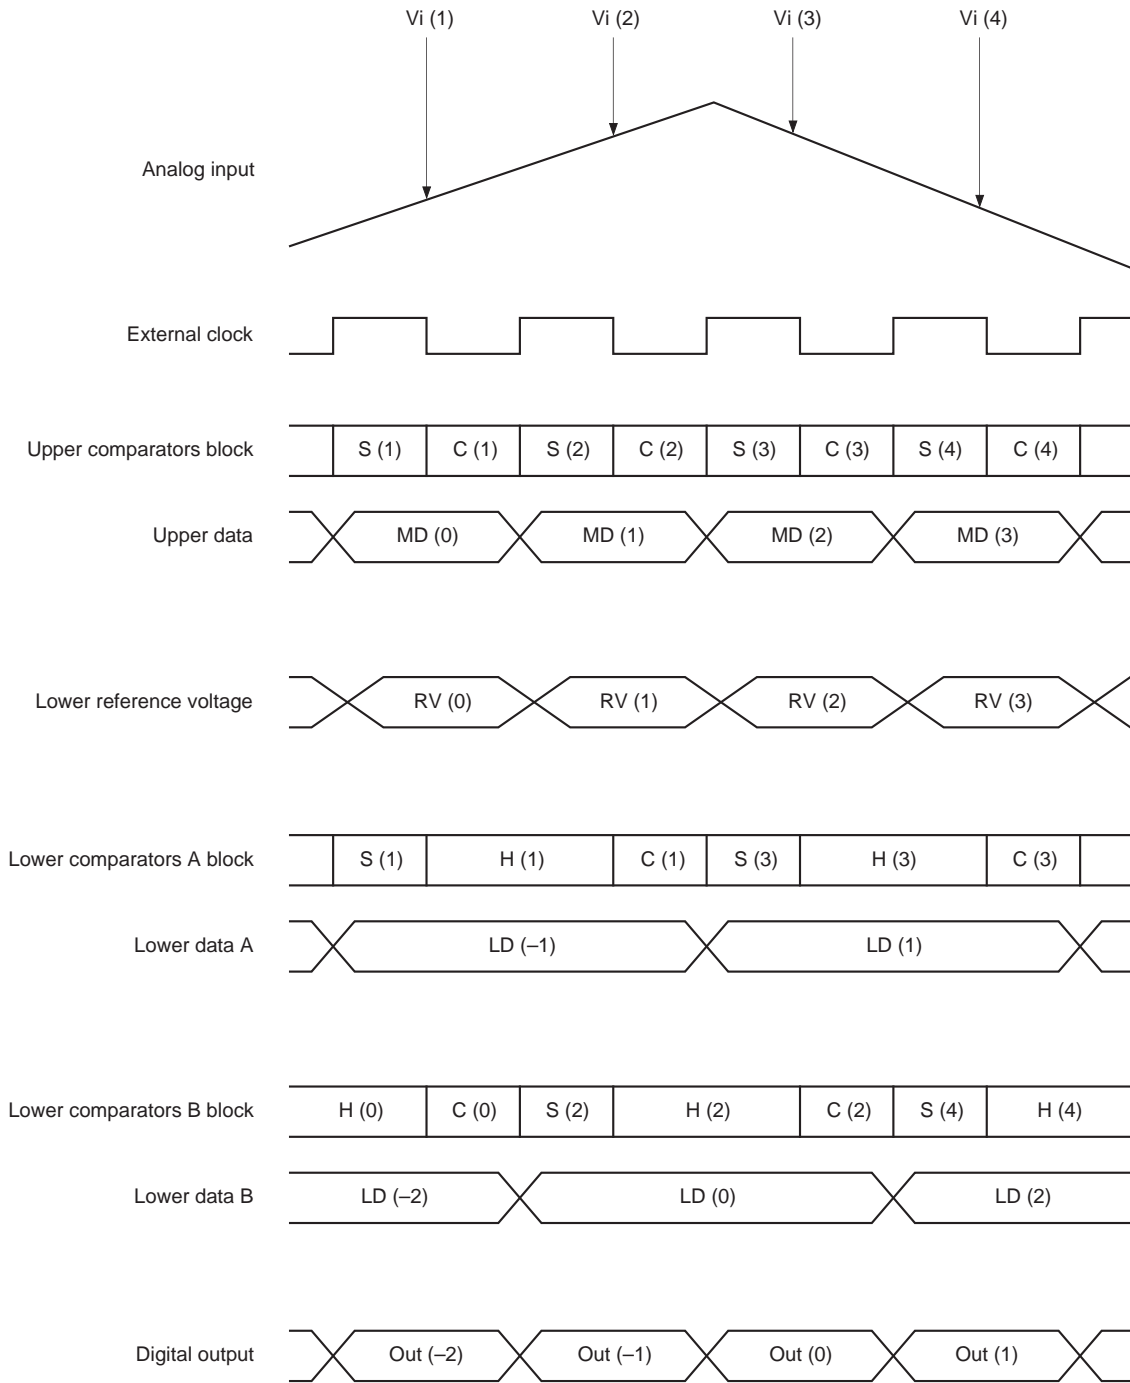 Vi (1) Vi (2) Vi (3) Vi (4)
Analog input
External clock
Upper comparators block S (1) C (1) S (2) C (2) S (3) C (3) S (4) C (4)
Upper data MD (0) MD (1) MD (2) MD (3)
Lower reference voltage RV (0) RV (1) RV (2) RV (3)
Lower comparators A block S (1) H (1) C (1) S (3) H (3) C (3)
Lower data A LD (–1) LD (1)
Lower comparators B block H (0) C (0) S (2) H (2) C (2) S (4) H (4)
Lower data B LD (–2) LD (0) LD (2)
Digital output Out (–2) Out (–1) Out (0) Out (1)